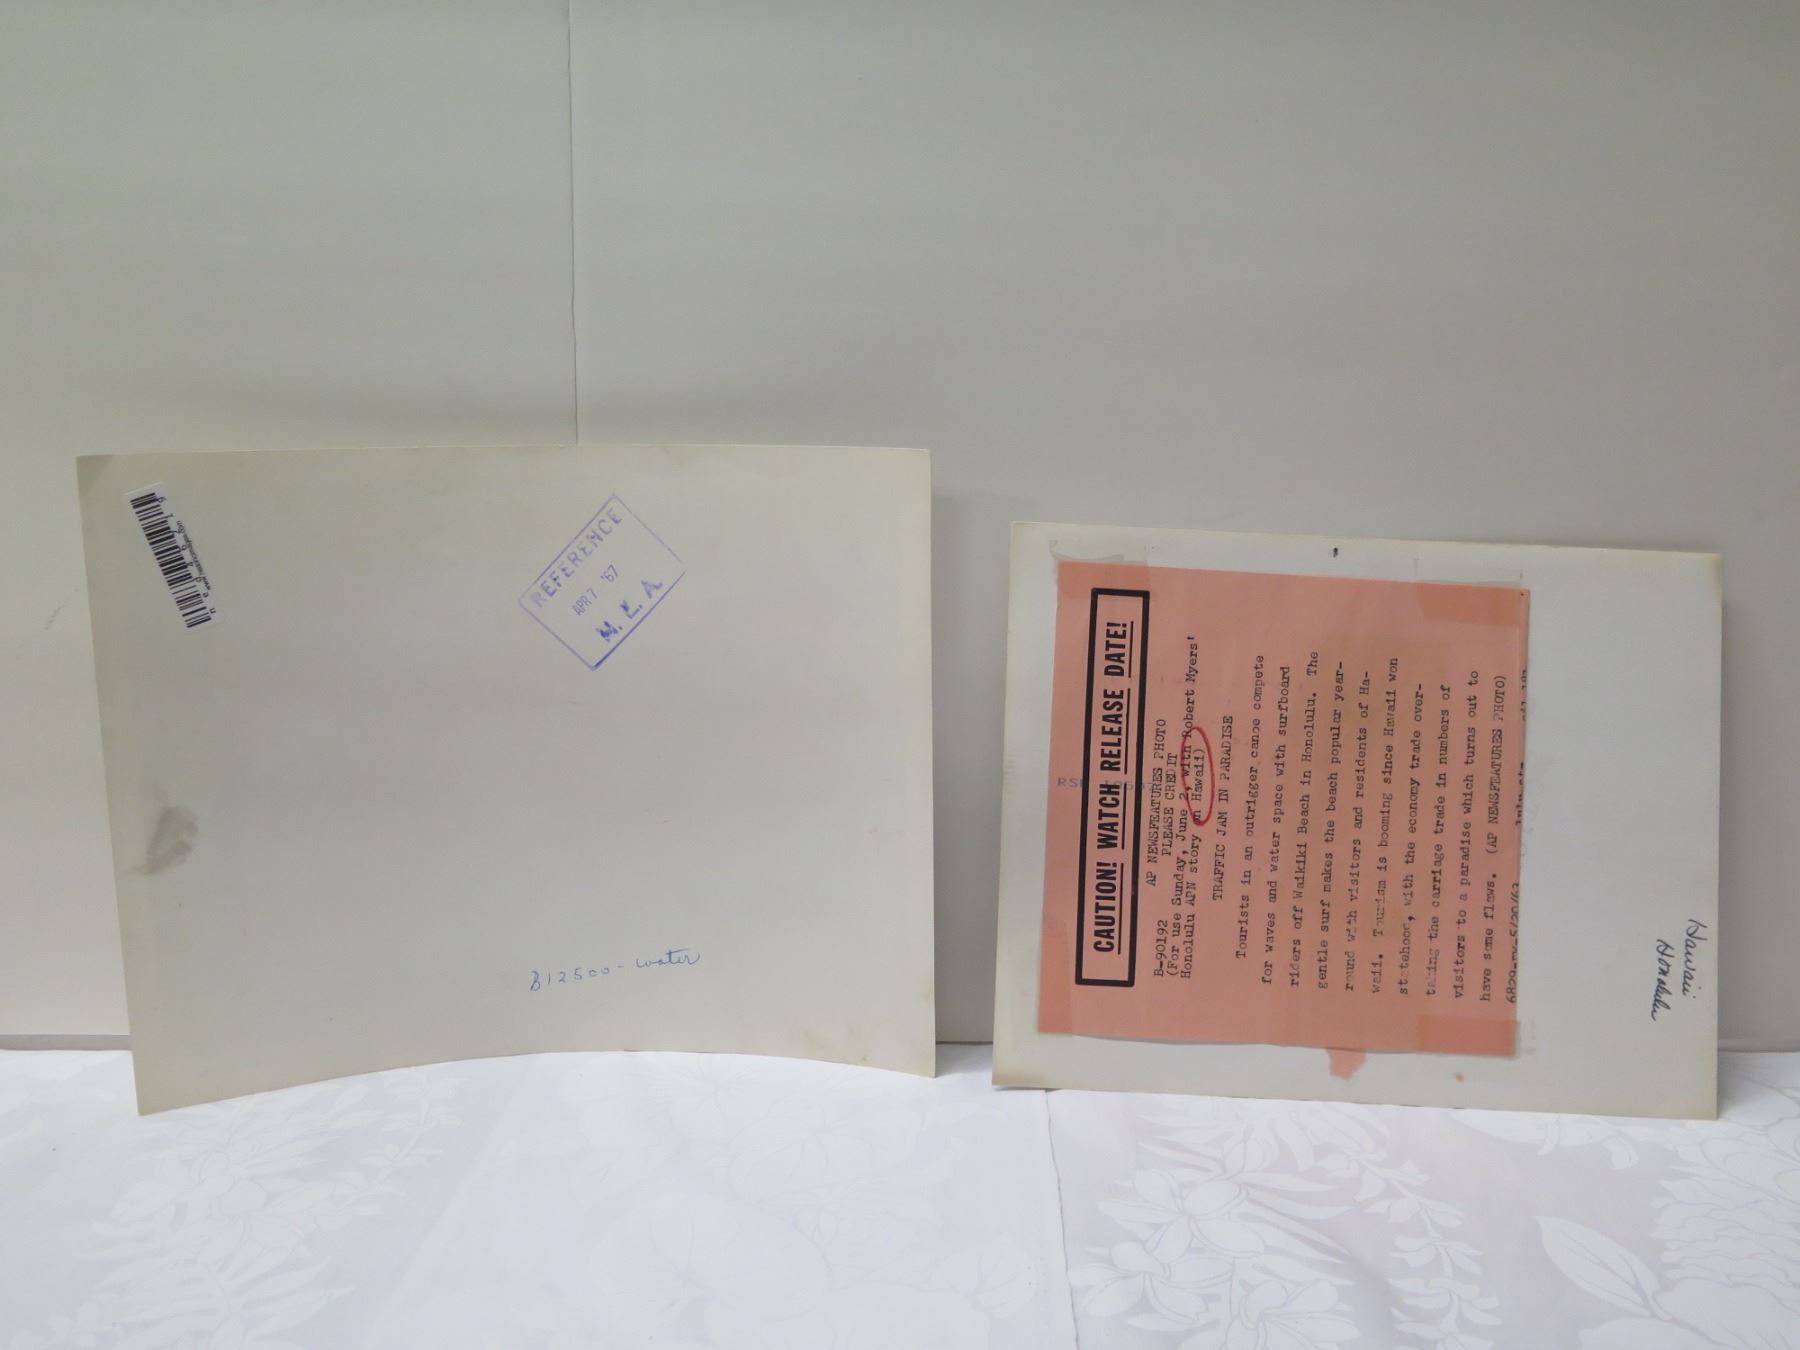 REFERENCE
APR 7 '67
N. E. A.
B12500 - water
CAUTION! WATCH RELEASE DATE!
AP NEWSFEATURES PHOTO
B-90192 PLEASE CREDIT
(For use Sunday, June 2, with Robert Myers'
Honolulu APN story on Hawaii)
TRAFFIC JAM IN PARADISE
Tourists in an outrigger canoe compete
for waves and water space with surfboard
riders off Waikiki Beach in Honolulu. The
gentle surf makes the beach popular year-
round with visitors and residents of Ha-
waii. Tourism is booming since Hawaii won
statehood, with the economy trade over-
taking the carriage trade in numbers of
visitors to a paradise which turns out to
have some flaws. (AP NEWSFEATURES PHOTO)
Hawaii
Honolulu